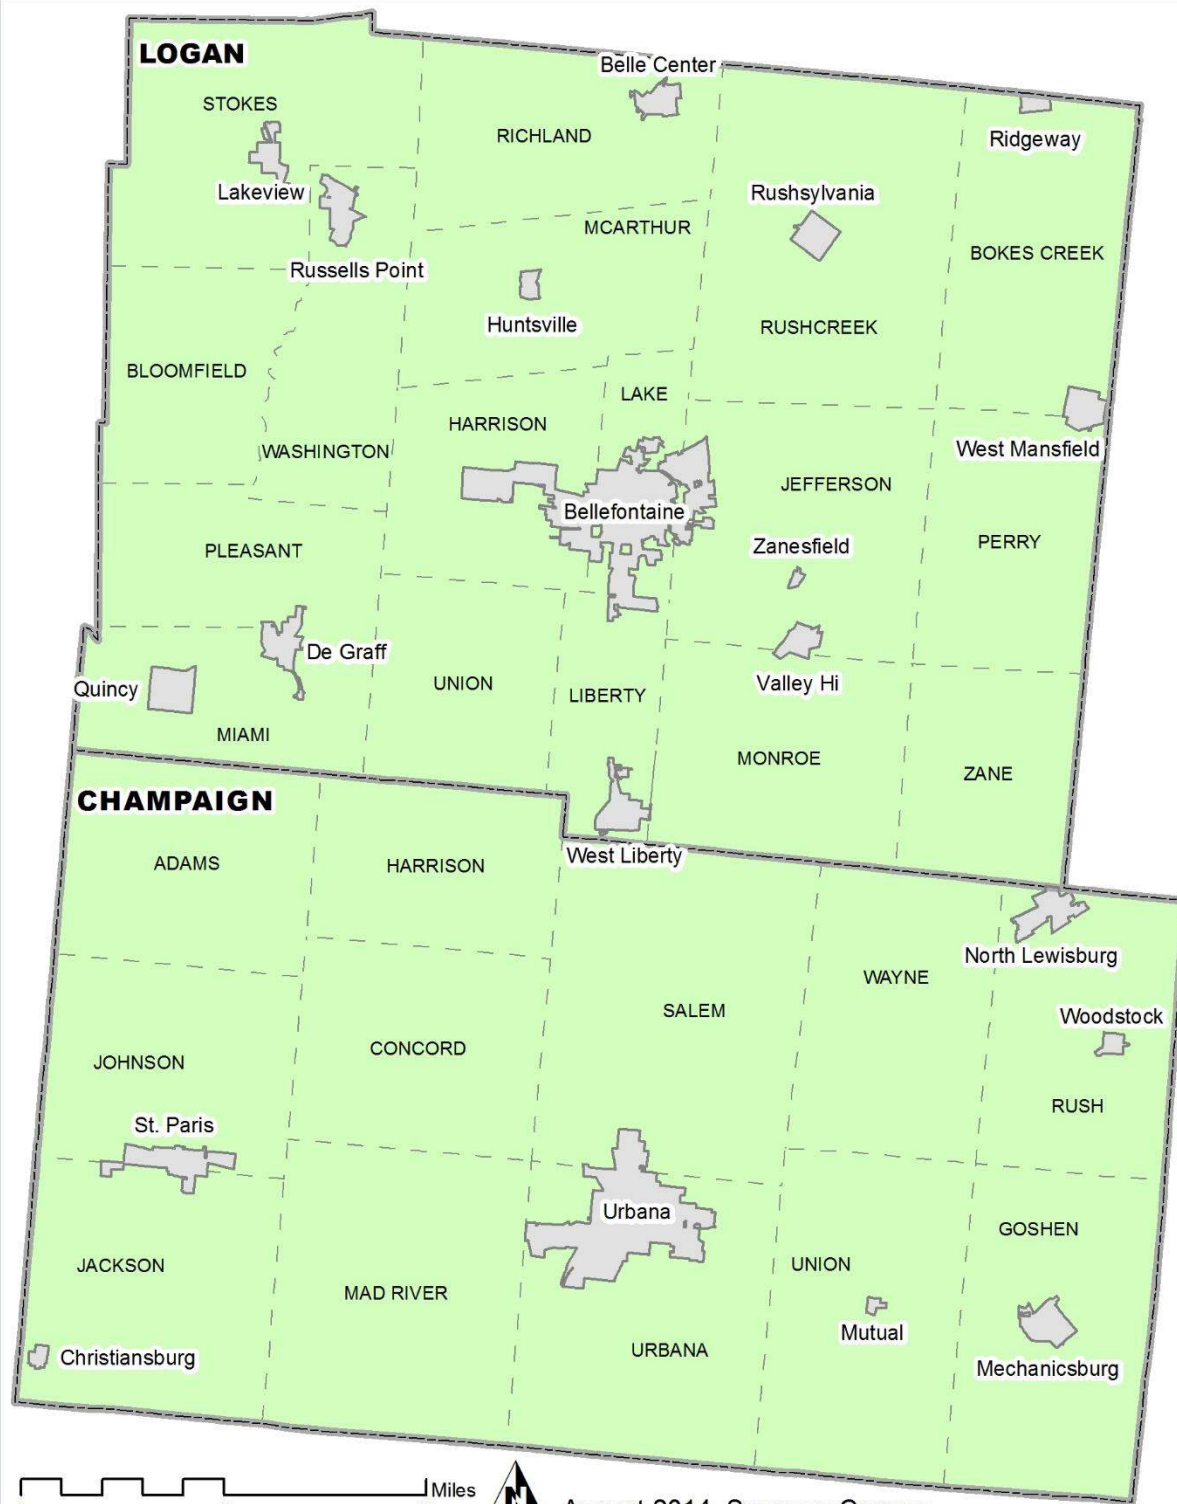 LOGAN
Belle Center
STOKES
RICHLAND
Ridgeway
Lakeview
Rushsylvania
MCARTHUR
BOKES CREEK
Russells Point
Huntsville
RUSHCREEK
BLOOMFIELD
LAKE
HARRISON
WASHINGTON
West Mansfield
JEFFERSON
Bellefontaine
PERRY
Zanesfield
PLEASANT
De Graff
Quincy
UNION
Valley Hi
LIBERTY
MIAMI
MONROE
ZANE
CHAMPAIGN
West Liberty
ADAMS
HARRISON
North Lewisburg
WAYNE
SALEM
Woodstock
CONCORD
JOHNSON
RUSH
St. Paris
Urbana
GOSHEN
JACKSON
UNION
MAD RIVER
Mutual
URBANA
Christiansburg
Mechanicsburg
Miles
N
August 2014